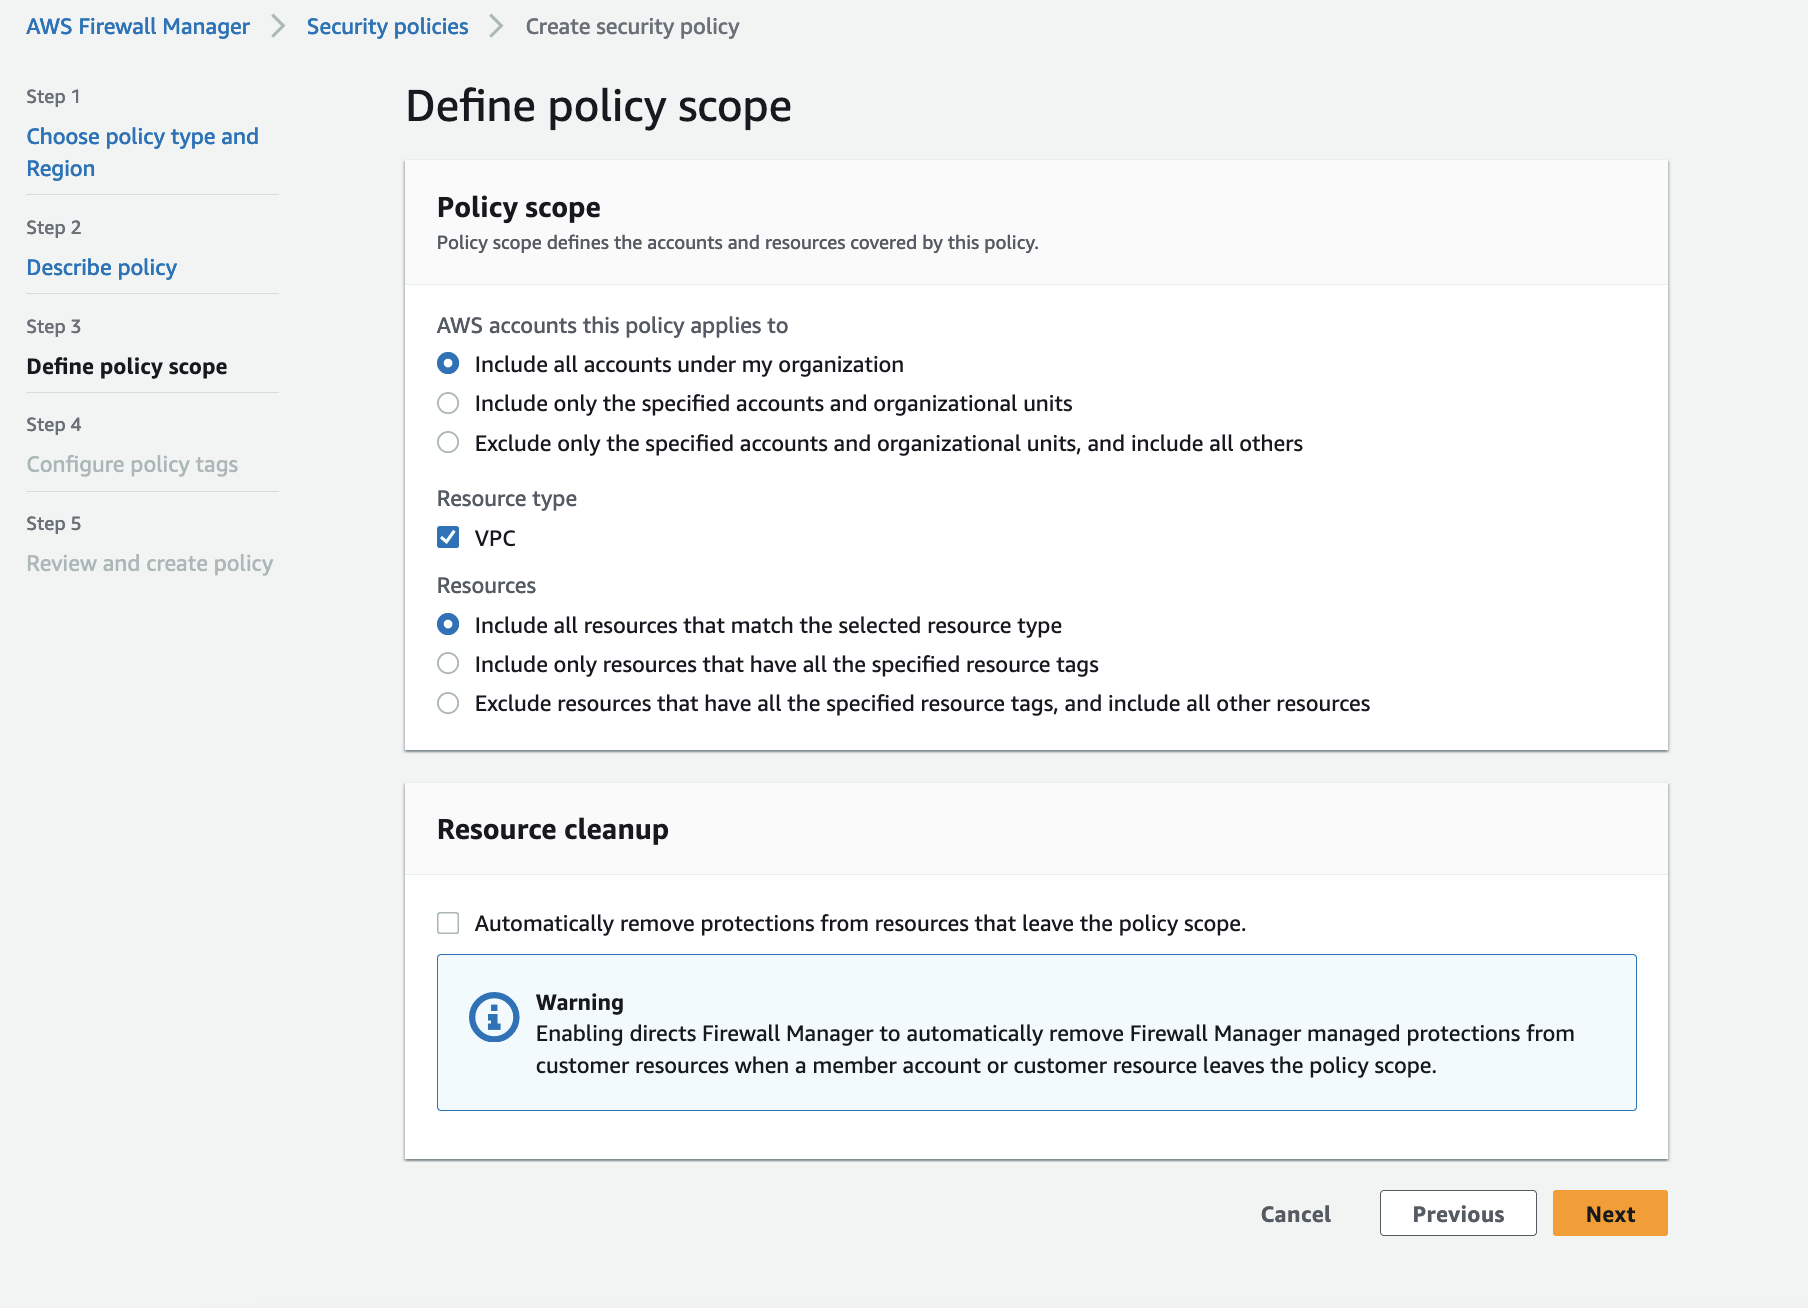 AWS Firewall Manager > Security policies > Create security policy
Step 1
Choose policy type and
Region
Step 2
Describe policy
Step 3
Define policy scope
Step 4
Configure policy tags
Step 5
Review and create policy
Define policy scope
Policy scope
Policy scope defines the accounts and resources covered by this policy.
AWS accounts this policy applies to
Include all accounts under my organization
Include only the specified accounts and organizational units
Exclude only the specified accounts and organizational units, and include all others
Resource type
VPC
Resources
Include all resources that match the selected resource type
Include only resources that have all the specified resource tags
Exclude resources that have all the specified resource tags, and include all other resources
Resource cleanup
Automatically remove protections from resources that leave the policy scope.
Warning
Enabling directs Firewall Manager to automatically remove Firewall Manager managed protections from
customer resources when a member account or customer resource leaves the policy scope.
Cancel
Previous
Next